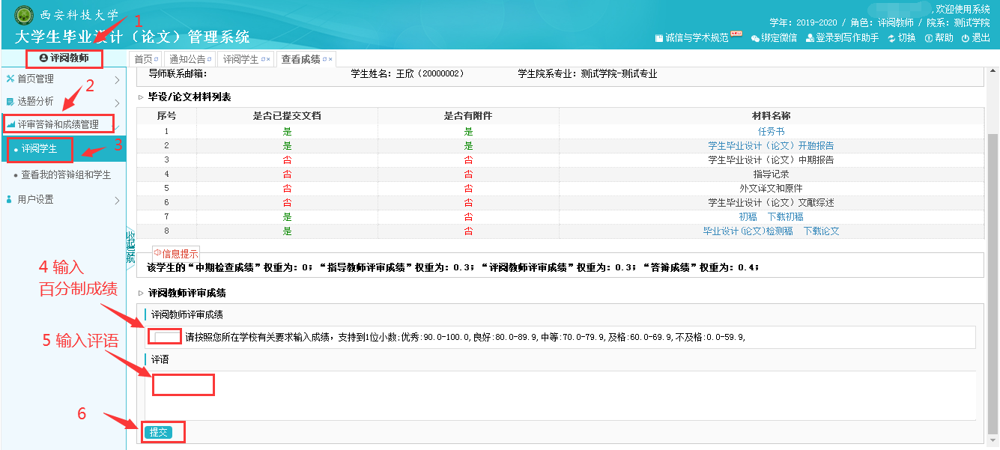 西安科技大学
大学生毕业设计（论文）管理系统
,欢迎使用系统
学年: 2019-2020 / 角色: 评阅教师 / 院系: 测试学院
诚信与学术规范 绑定微信 登录到写作助手 切换 帮助 退出
1
评阅教师
首页 通知公告 评阅学生 查看成绩
首页管理
2
选题分析
评审答辩和成绩管理
评阅学生
3
查看我的答辩组和学生
用户设置
收起导航
导师联系邮箱: 学生姓名: 王欣（20000002） 学生院系专业: 测试学院-测试专业
毕设/论文材料列表
序号 是否已提交文档 是否有附件 材料名称
1 是 是 任务书
2 是 是 学生毕业设计（论文）开题报告
3 否 否 学生毕业设计（论文）中期报告
4 否 否 指导记录
5 否 否 外文译文和原件
6 否 否 学生毕业设计（论文）文献综述
7 是 否 初稿 下载初稿
8 是 否 毕业设计(论文)检测稿 下载论文
信息提示
该学生的“中期检查成绩”权重为: 0; “指导教师评审成绩”权重为: 0.3; “评阅教师评审成绩”权重为: 0.3; “答辩成绩”权重为: 0.4;
评阅教师评审成绩
评阅教师评审成绩
4 输入
百分制成绩
请按照您所在学校有关要求输入成绩，支持到1位小数;优秀:90.0-100.0,良好:80.0-89.9,中等:70.0-79.9,及格:60.0-69.9,不及格:0.0-59.9,
5 输入评语
评语
6
提交